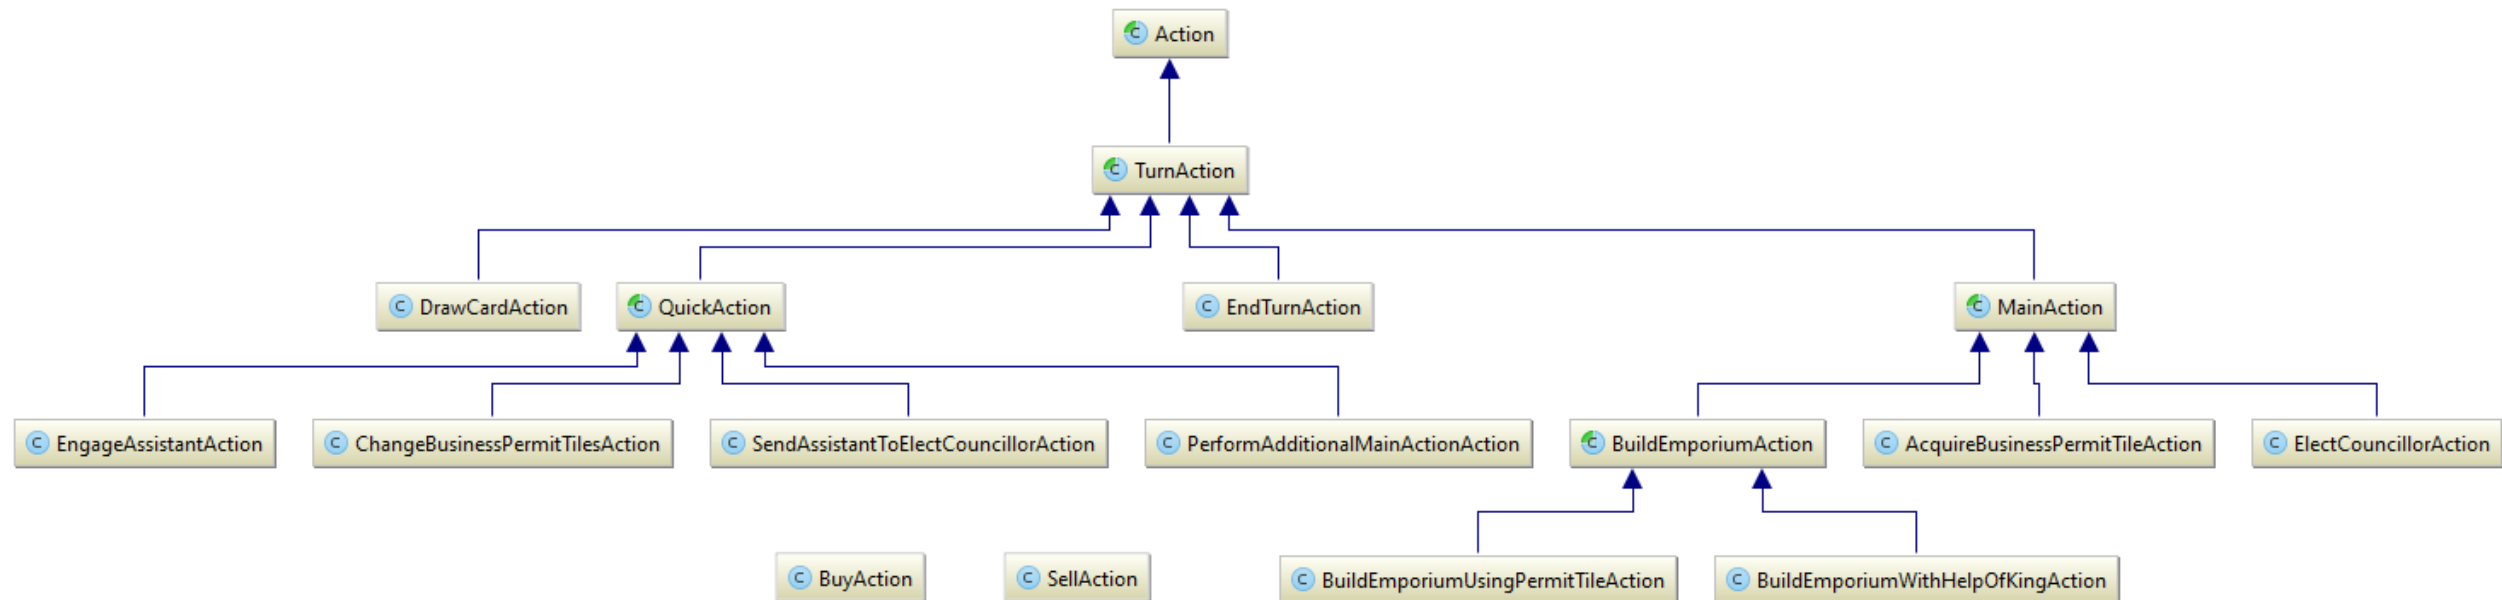 Action
TurnAction
DrawCardAction
QuickAction
EndTurnAction
MainAction
EngageAssistantAction
ChangeBusinessPermitTilesAction
SendAssistantToElectCouncillorAction
PerformAdditionalMainActionAction
BuildEmporiumAction
AcquireBusinessPermitTileAction
ElectCouncillorAction
BuyAction
SellAction
BuildEmporiumUsingPermitTileAction
BuildEmporiumWithHelpOfKingAction